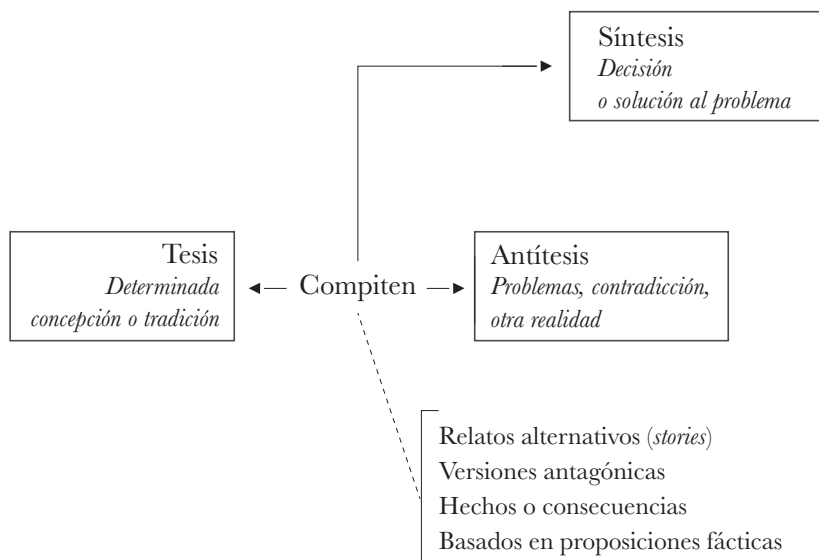 Síntesis
Decisión
o solución al problema
Tesis
Determinada
concepción o tradición
Compiten
Antítesis
Problemas, contradicción,
otra realidad
Relatos alternativos (stories)
Versiones antagónicas
Hechos o consecuencias
Basados en proposiciones fácticas